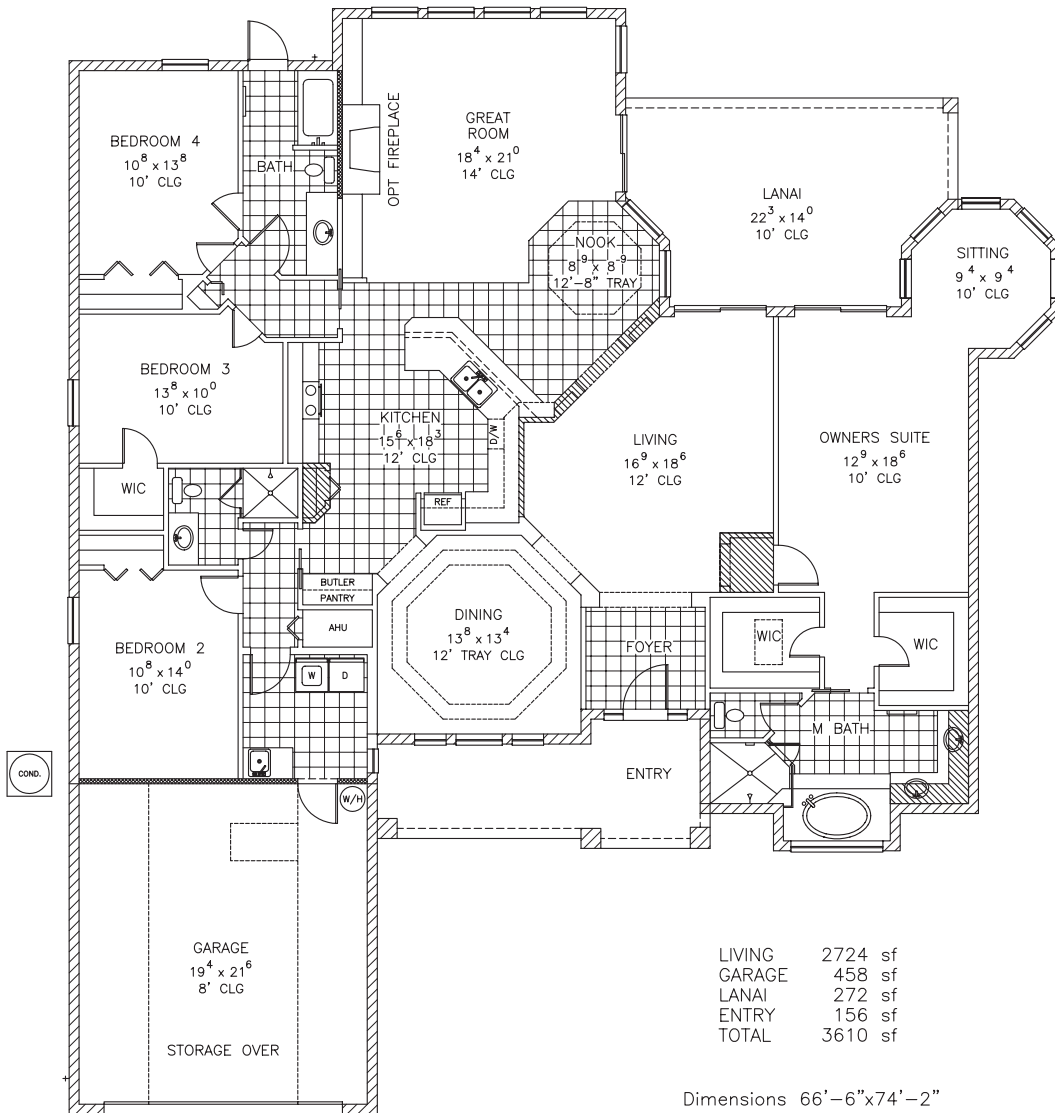 BEDROOM 4
10⁸ x 13⁸
10' CLG
BATH
OPT FIREPLACE
GREAT
ROOM
18⁴ x 21⁰
14' CLG
LANAI
22³ x 14⁰
10' CLG
NOOK
8⁻⁹ x 8⁻⁹
12'-8" TRAY
SITTING
9⁴ x 9⁴
10' CLG
BEDROOM 3
13⁸ x 10⁰
10' CLG
KITCHEN
15⁶ x 18³
12' CLG
D/W
REF
LIVING
16⁹ x 18⁶
12' CLG
OWNERS SUITE
12⁹ x 18⁶
10' CLG
WIC
BUTLER
PANTRY
AHU
DINING
13⁸ x 13⁴
12' TRAY CLG
FOYER
WIC
WIC
BEDROOM 2
10⁸ x 14⁰
10' CLG
W
D
M BATH
ENTRY
COND.
W/H
GARAGE
19⁴ x 21⁶
8' CLG
STORAGE OVER
LIVING 2724 sf
GARAGE 458 sf
LANAI 272 sf
ENTRY 156 sf
TOTAL 3610 sf
Dimensions 66'-6"x74'-2"